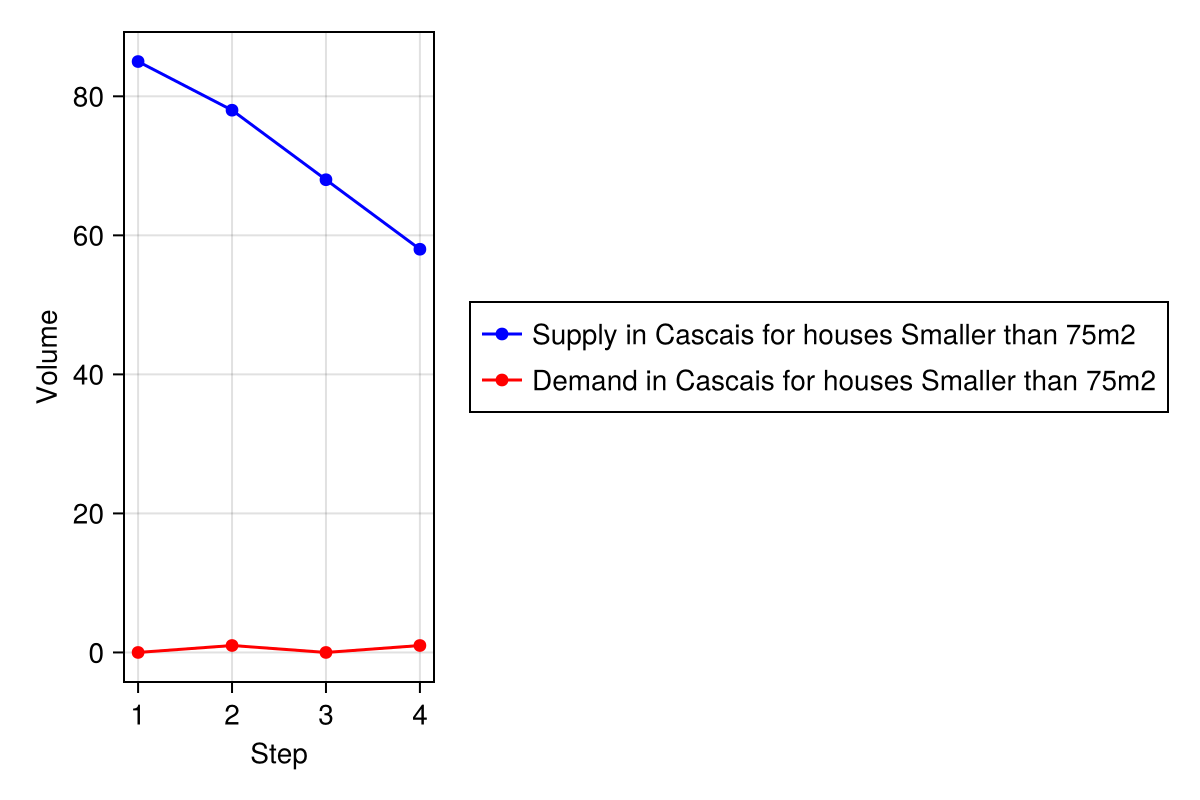 80
60
40
20
0
Volume
1 2 3 4
Step
Supply in Cascais for houses Smaller than 75m2
Demand in Cascais for houses Smaller than 75m2